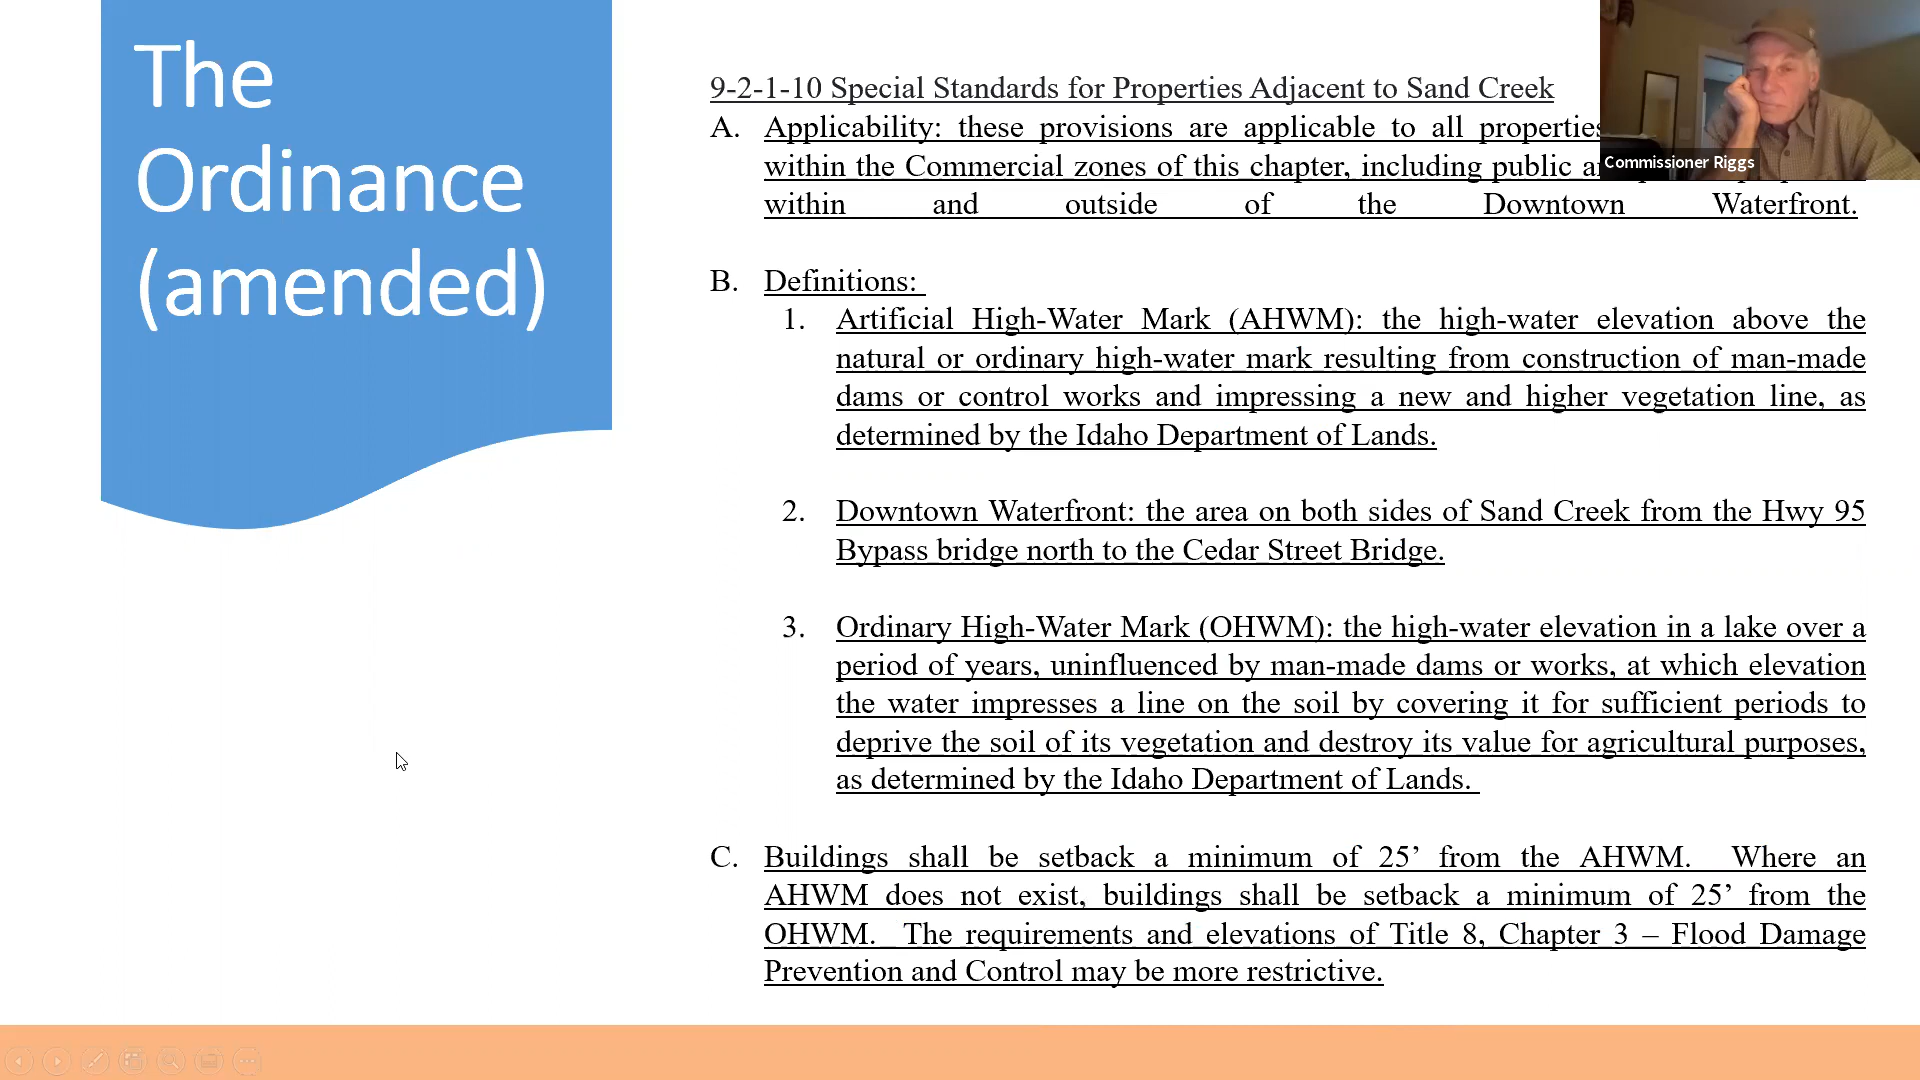 The
Ordinance
(amended)
9-2-1-10 Special Standards for Properties Adjacent to Sand Creek
A. Applicability: these provisions are applicable to all properties
within the Commercial zones of this chapter, including public
within and outside of the Downtown Waterfront.
B. Definitions:
1. Artificial High-Water Mark (AHWM): the high-water elevation above the
natural or ordinary high-water mark resulting from construction of man-made
dams or control works and impressing a new and higher vegetation line, as
determined by the Idaho Department of Lands.
2. Downtown Waterfront: the area on both sides of Sand Creek from the Hwy 95
Bypass bridge north to the Cedar Street Bridge.
3. Ordinary High-Water Mark (OHWM): the high-water elevation in a lake over a
period of years, uninfluenced by man-made dams or works, at which elevation
the water impresses a line on the soil by covering it for sufficient periods to
deprive the soil of its vegetation and destroy its value for agricultural purposes,
as determined by the Idaho Department of Lands.
C. Buildings shall be setback a minimum of 25’ from the AHWM. Where an
AHWM does not exist, buildings shall be setback a minimum of 25’ from the
OHWM. The requirements and elevations of Title 8, Chapter 3 – Flood Damage
Prevention and Control may be more restrictive.
Commissioner Riggs